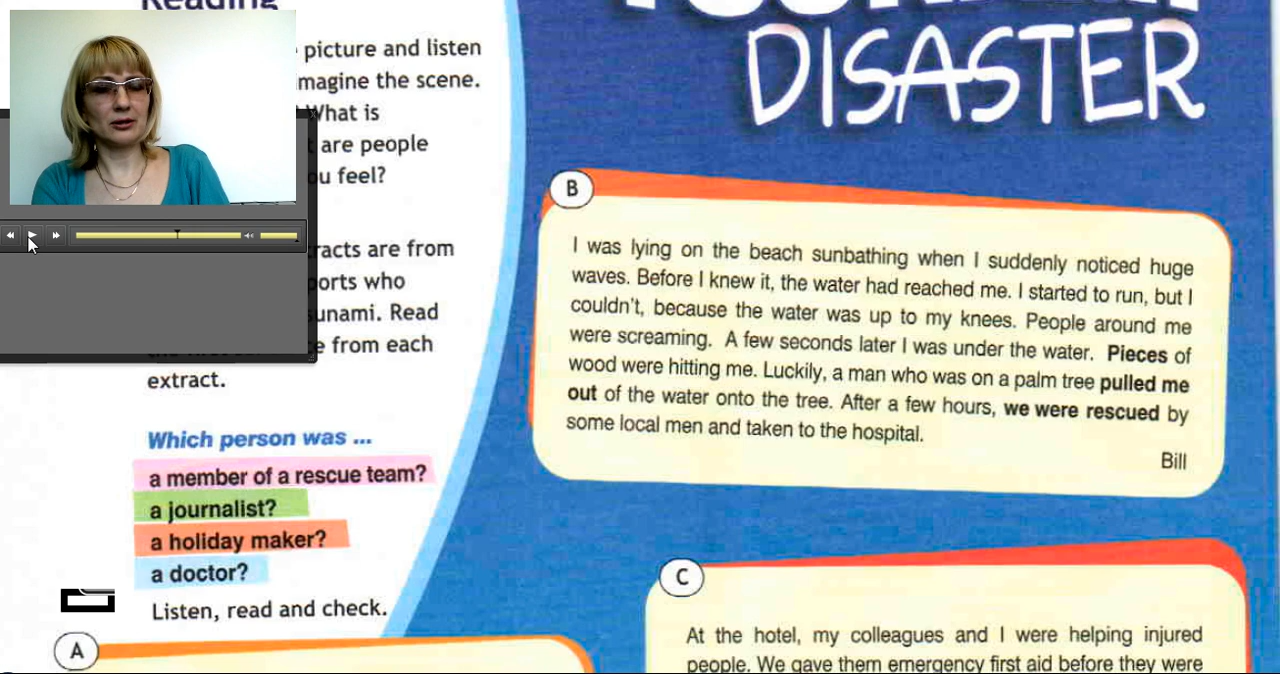 Reading
picture and listen
magine the scene.
What is
are people
ou feel?
tracts are from
ports who
sunami. Read
e from each
extract.
Which person was ...
a member of a rescue team?
a journalist?
a holiday maker?
a doctor?
Listen, read and check.
A
DISASTER
B
I was lying on the beach sunbathing when I suddenly noticed huge
waves. Before I knew it, the water had reached me. I started to run, but I
couldn't, because the water was up to my knees. People around me
were screaming. A few seconds later I was under the water. Pieces of
wood were hitting me. Luckily, a man who was on a palm tree pulled me
out of the water onto the tree. After a few hours, we were rescued by
some local men and taken to the hospital.
Bill
C
At the hotel, my colleagues and I were helping injured
people. We gave them emergency first aid before they were